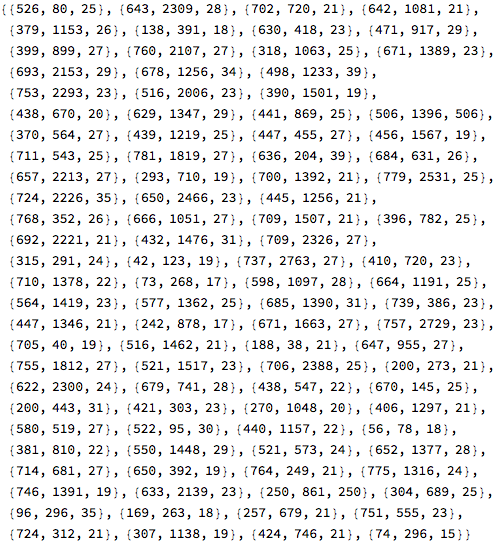 {{526, 80, 25}, {643, 2309, 28}, {702, 720, 21}, {642, 1081, 21},
{379, 1153, 26}, {138, 391, 18}, {630, 418, 23}, {471, 917, 29},
{399, 899, 27}, {760, 2107, 27}, {318, 1063, 25}, {671, 1389, 23},
{693, 2153, 29}, {678, 1256, 34}, {498, 1233, 39},
{753, 2293, 23}, {516, 2006, 23}, {390, 1501, 19},
{438, 670, 20}, {629, 1347, 29}, {441, 869, 25}, {506, 1396, 506},
{370, 564, 27}, {439, 1219, 25}, {447, 455, 27}, {456, 1567, 19},
{711, 543, 25}, {781, 1819, 27}, {636, 204, 39}, {684, 631, 26},
{657, 2213, 27}, {293, 710, 19}, {700, 1392, 21}, {779, 2531, 25},
{724, 2226, 35}, {650, 2466, 23}, {445, 1256, 21},
{768, 352, 26}, {666, 1051, 27}, {709, 1507, 21}, {396, 782, 25},
{692, 2221, 21}, {432, 1476, 31}, {709, 2326, 27},
{315, 291, 24}, {42, 123, 19}, {737, 2763, 27}, {410, 720, 23},
{710, 1378, 22}, {73, 268, 17}, {598, 1097, 28}, {664, 1191, 25},
{564, 1419, 23}, {577, 1362, 25}, {685, 1390, 31}, {739, 386, 23},
{447, 1346, 21}, {242, 878, 17}, {671, 1663, 27}, {757, 2729, 23},
{705, 40, 19}, {516, 1462, 21}, {188, 38, 21}, {647, 955, 27},
{755, 1812, 27}, {521, 1517, 23}, {706, 2388, 25}, {200, 273, 21},
{622, 2300, 24}, {679, 741, 28}, {438, 547, 22}, {670, 145, 25},
{200, 443, 31}, {421, 303, 23}, {270, 1048, 20}, {406, 1297, 21},
{580, 519, 27}, {522, 95, 30}, {440, 1157, 22}, {56, 78, 18},
{381, 810, 22}, {550, 1448, 29}, {521, 573, 24}, {652, 1377, 28},
{714, 681, 27}, {650, 392, 19}, {764, 249, 21}, {775, 1316, 24},
{746, 1391, 19}, {633, 2139, 23}, {250, 861, 250}, {304, 689, 25},
{96, 296, 35}, {169, 263, 18}, {257, 679, 21}, {751, 555, 23},
{724, 312, 21}, {307, 1138, 19}, {424, 746, 21}, {74, 296, 15}}